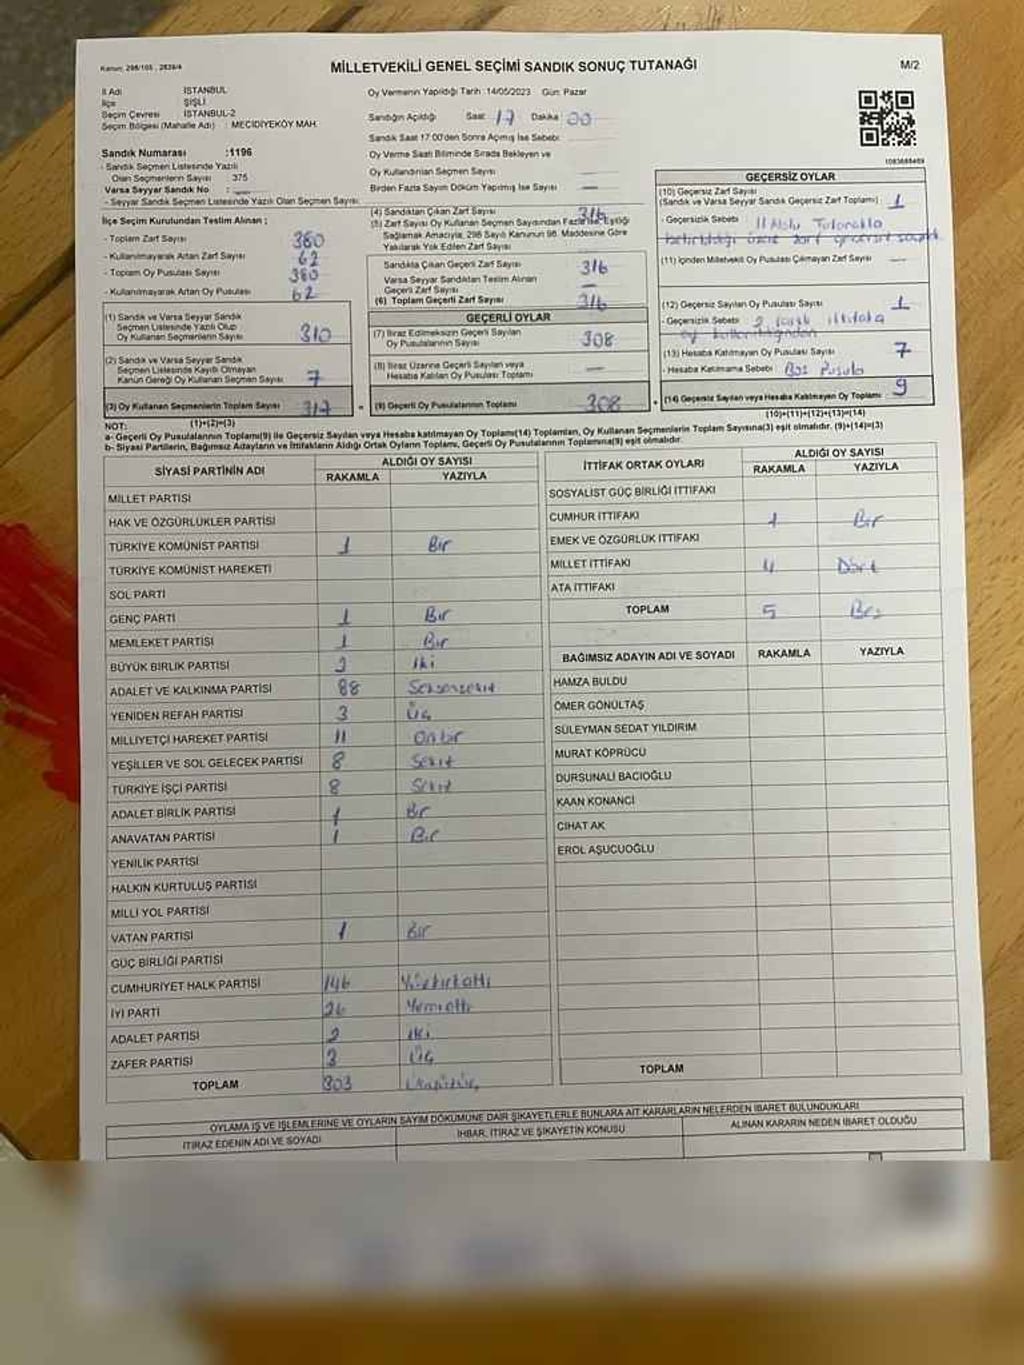 Kanun: 298/105 , 2839/4
MİLLETVEKİLİ GENEL SEÇİMİ SANDIK SONUÇ TUTANAĞI
M/2
İl Adı İSTANBUL
İlçe ŞİŞLİ
Seçim Çevresi İSTANBUL-2
Seçim Bölgesi (Mahalle Adı) : MECİDİYEKÖY MAH.
Sandık Numarası :1196
- Sandık Seçmen Listesinde Yazılı
Olan Seçmenlerin Sayısı 375
Varsa Seyyar Sandık No :
- Seyyar Sandık Seçmen Listesinde Yazılı Olan Seçmen Sayısı:
İlçe Seçim Kurulundan Teslim Alınan ;
- Toplam Zarf Sayısı 380
- Kullanılmayarak Artan Zarf Sayısı 62
- Toplam Oy Pusulası Sayısı 380
- Kullanılmayarak Artan Oy Pusulası 62
(1) Sandık ve Varsa Seyyar Sandık
Seçmen Listesinde Yazılı Olup
Oy Kullanan Seçmenlerin Sayısı 310
(2) Sandık ve Varsa Seyyar Sandık
Seçmen Listesinde Kayıtlı Olmayan
Kanun Gereği Oy Kullanan Seçmen Sayısı 7
(3) Oy Kullanan Seçmenlerin Toplam Sayısı 317
Oy Vermenin Yapıldığı Tarih :14/05/2023 Gün: Pazar
Sandığın Açıldığı Saat: 17 Dakika 00
Sandık Saat 17:00'den Sonra Açılmış İse Sebebi:
Oy Verme Saati Bitiminde Sırada Bekleyen ve
Oy Kullandırılan Seçmen Sayısı
Birden Fazla Sayım Döküm Yapılmış İse Sayısı —
(4) Sandıktan Çıkan Zarf Sayısı 316
(5) Zarf Sayısı Oy Kullanan Seçmen Sayısından Fazla İse, Eşitliği
Sağlamak Amacıyla, 298 Sayılı Kanunun 98. Maddesine Göre
Yakılarak Yok Edilen Zarf Sayısı
Sandıkta Çıkan Geçerli Zarf Sayısı 316
Varsa Seyyar Sandıktan Teslim Alınan
Geçerli Zarf Sayısı —
(6) Toplam Geçerli Zarf Sayısı 316
GEÇERLİ OYLAR
(7) İtiraz Edilmeksizin Geçerli Sayılan
Oy Pusulalarının Sayısı 308
(8) İtiraz Üzerine Geçerli Sayılan veya
Hesaba Katılan Oy Pusulası Toplamı —
(9) Geçerli Oy Pusulalarının Toplamı 308
1093688469
GEÇERSİZ OYLAR
(10) Geçersiz Zarf Sayısı
(Sandık ve Varsa Seyyar Sandık Geçersiz Zarf Toplamı) 1
- Geçersizlik Sebebi : 11 Nolu Tutanakta
belirtildiği üzere zarf geçersiz sayıldı
(11) İçinden Milletvekili Oy Pusulası Çıkmayan Zarf Sayısı —
(12) Geçersiz Sayılan Oy Pusulası Sayısı 1
- Geçersizlik Sebebi : 2 farklı ittifaka
oy kullanıldığından
(13) Hesaba Katılmayan Oy Pusulası Sayısı 7
- Hesaba Katılmama Sebebi Boş Pusula
(14) Geçersiz Sayılan veya Hesaba Katılmayan Oy Toplamı 9
NOT: (1)+(2)=(3) (10)+(11)+(12)+(13)=(14)
a- Geçerli Oy Pusulalarının Toplamı(9) ile Geçersiz Sayılan veya Hesaba katılmayan Oy Toplamı(14) Toplamları, Oy Kullanan Seçmenlerin Toplam Sayısına(3) eşit olmalıdır. (9)+(14)=(3)
b- Siyasi Partilerin, Bağımsız Adayların ve İttifakların Aldığı Ortak Oyların Toplamı, Geçerli Oy Pusulalarının Toplamına(9) eşit olmalıdır.
SİYASİ PARTİNİN ADI ALDIĞI OY SAYISI
RAKAMLA YAZIYLA
MİLLET PARTİSİ
HAK VE ÖZGÜRLÜKLER PARTİSİ
TÜRKİYE KOMÜNİST PARTİSİ 1 Bir
TÜRKİYE KOMÜNİST HAREKETİ
SOL PARTİ
GENÇ PARTİ 1 Bir
MEMLEKET PARTİSİ 1 Bir
BÜYÜK BİRLİK PARTİSİ 2 İki
ADALET VE KALKINMA PARTİSİ 88 Seksensekiz
YENİDEN REFAH PARTİSİ 3 Üç
MİLLİYETÇİ HAREKET PARTİSİ 11 Onbir
YEŞİLLER VE SOL GELECEK PARTİSİ 8 Sekiz
TÜRKİYE İŞÇİ PARTİSİ 8 Sekiz
ADALET BİRLİK PARTİSİ 1 Bir
ANAVATAN PARTİSİ 1 Bir
YENİLİK PARTİSİ
HALKIN KURTULUŞ PARTİSİ
MİLLİ YOL PARTİSİ
VATAN PARTİSİ 1 Bir
GÜÇ BİRLİĞİ PARTİSİ
CUMHURİYET HALK PARTİSİ 146 Yüzkırkaltı
İYİ PARTİ 26 Yirmialtı
ADALET PARTİSİ 2 İki
ZAFER PARTİSİ 3 Üç
TOPLAM 303 Üçyüzüç
İTTİFAK ORTAK OYLARI ALDIĞI OY SAYISI
RAKAMLA YAZIYLA
SOSYALİST GÜÇ BİRLİĞİ İTTİFAKI
CUMHUR İTTİFAKI 1 Bir
EMEK VE ÖZGÜRLÜK İTTİFAKI
MİLLET İTTİFAKI 4 Dört
ATA İTTİFAKI
TOPLAM 5 Beş
BAĞIMSIZ ADAYIN ADI VE SOYADI RAKAMLA YAZIYLA
HAMZA BULDU
ÖMER GÖNÜLTAŞ
SÜLEYMAN SEDAT YILDIRIM
MURAT KÖPRÜCÜ
DURSUNALİ BACIOĞLU
KAAN KONANCİ
CİHAT AK
EROL AŞUCUOĞLU
TOPLAM
OYLAMA İŞ VE İŞLEMLERİNE VE OYLARIN SAYIM DÖKÜMÜNE DAİR ŞİKAYETLERLE BUNLARA AİT KARARLARIN NELERDEN İBARET BULUNDUKLARI
İTİRAZ EDENİN ADI VE SOYADI İHBAR, İTİRAZ VE ŞİKAYETİN KONUSU ALINAN KARARIN NEDEN İBARET OLDUĞU